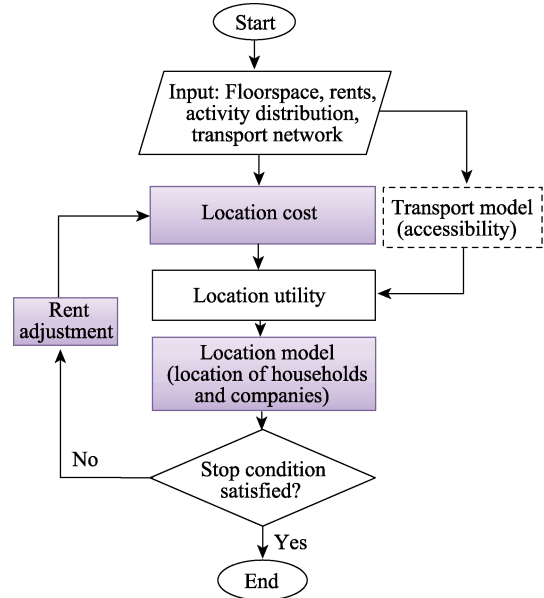 Start
Input: Floorspace, rents,
activity distribution,
transport network
Location cost
Transport model
(accessibility)
Location utility
Rent
adjustment
Location model
(location of households
and companies)
No
Stop condition
satisfied?
Yes
End